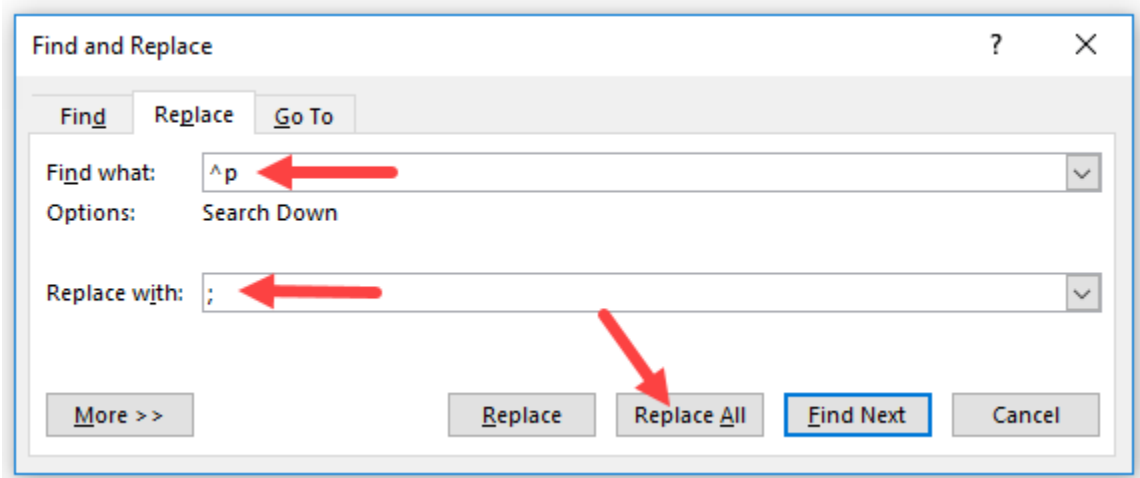 Find and Replace ?
Find Replace Go To
Find what: ^p
Options: Search Down
Replace with: ;
More >> Replace Replace All Find Next Cancel